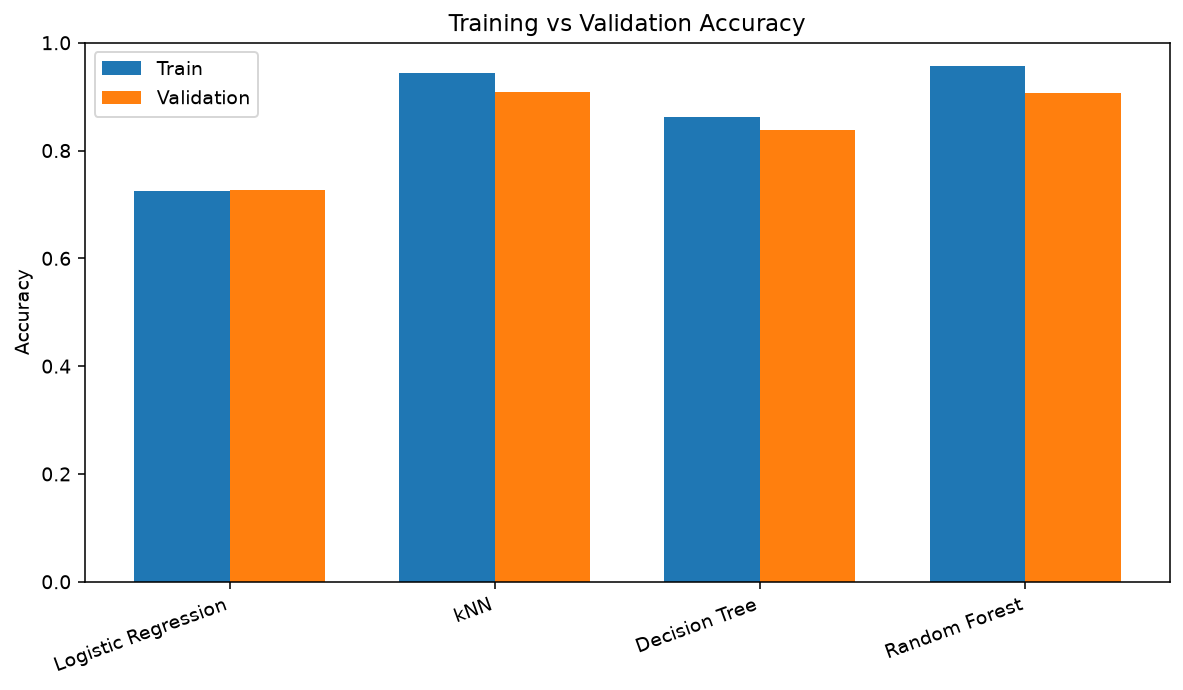 Training vs Validation Accuracy
Train
Validation
Accuracy
1.0
0.8
0.6
0.4
0.2
0.0
Logistic Regression
kNN
Decision Tree
Random Forest